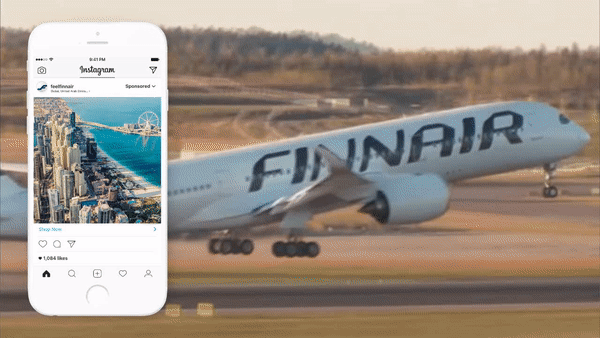 9:41 PM
Instagram
feelfinnair
Sponsored
Shop Now
1,084 likes
FINNAIR